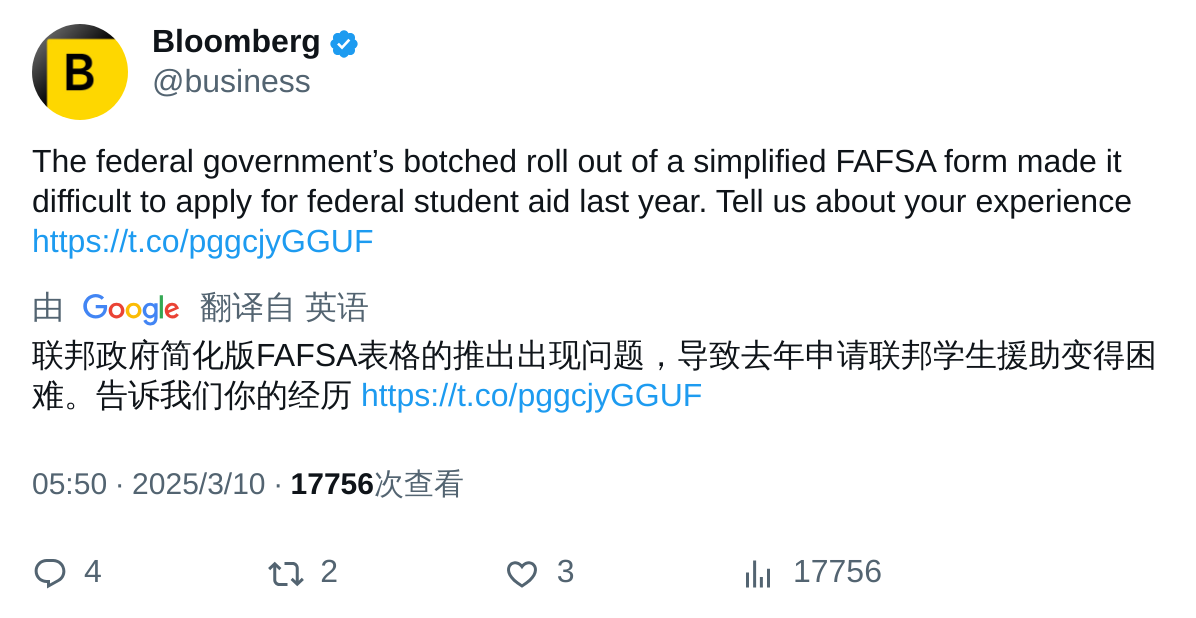 B
Bloomberg
@business
The federal government’s botched roll out of a simplified FAFSA form made it
difficult to apply for federal student aid last year. Tell us about your experience
https://t.co/pggcjyGGUF
由 Google 翻译自 英语
联邦政府简化版FAFSA表格的推出出现问题，导致去年申请联邦学生援助变得困
难。告诉我们你的经历 https://t.co/pggcjyGGUF
05:50 · 2025/3/10 · 17756次查看
4 2 3 17756